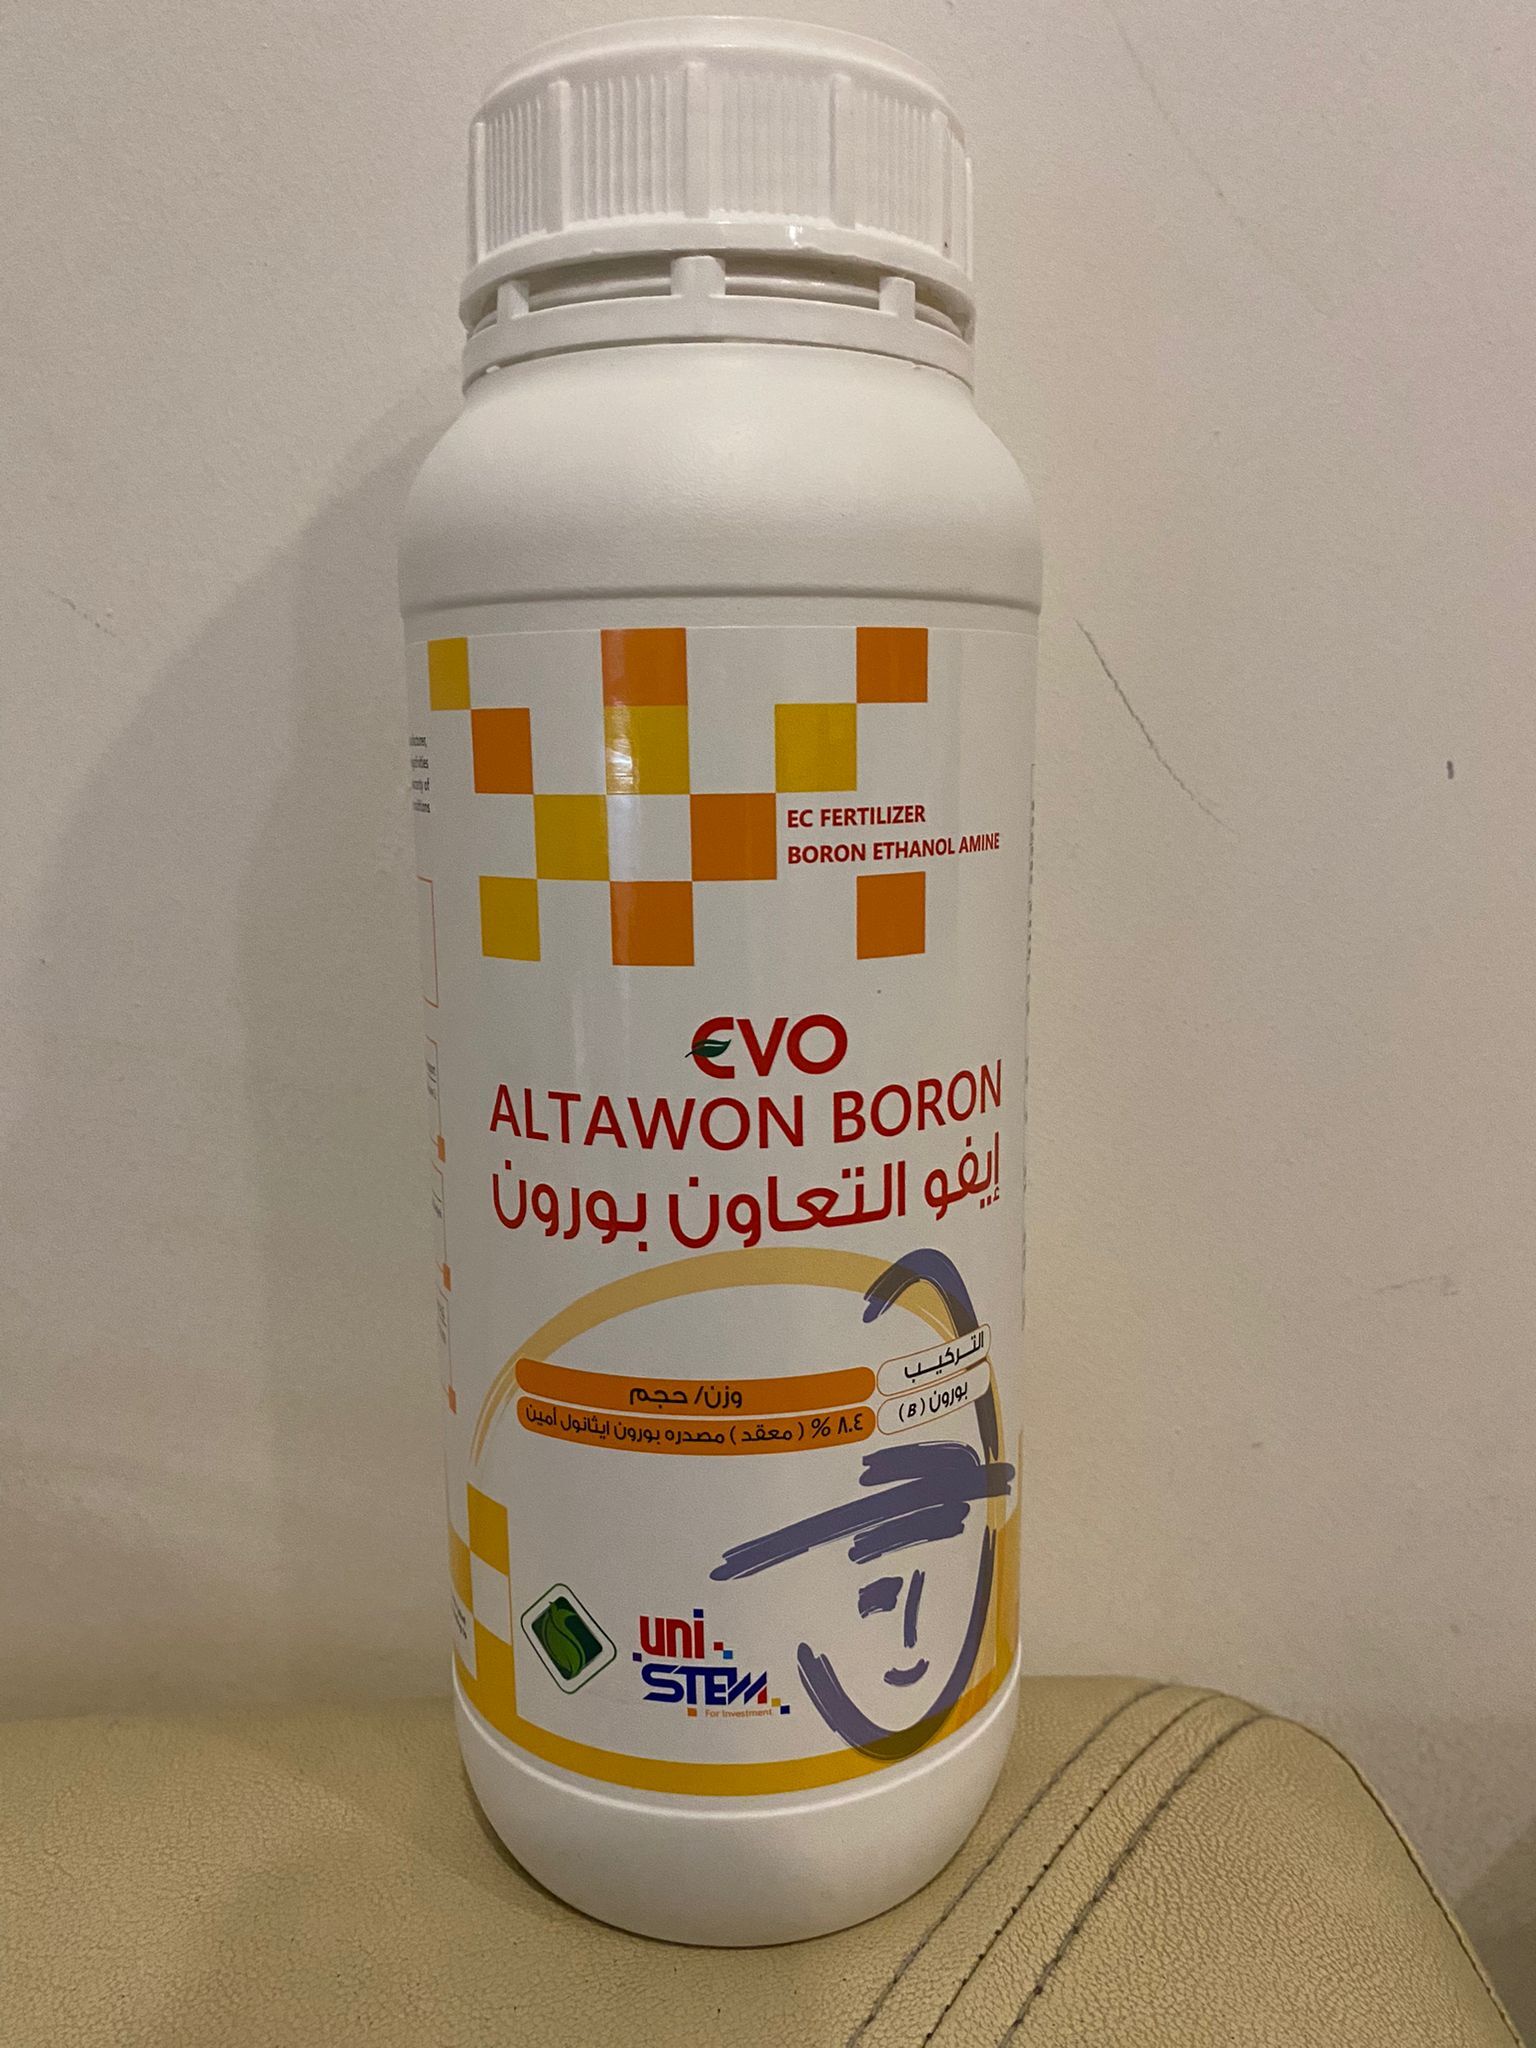 EC FERTILIZER
BORON ETHANOL AMINE
EVO
ALTAWON BORON
إيفو التعاون بورون
التركيب
وزن/ حجم
بورون ( B )
٨.٤ % ( معقد ) مصدره بورون ايثانول أمين
uni
STEM
For Investment